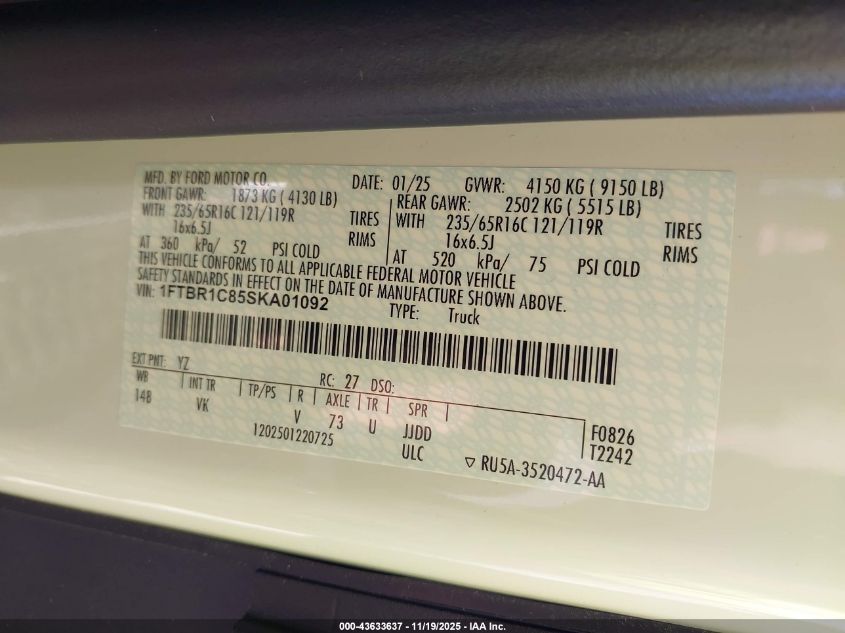 MFD. BY FORD MOTOR CO.
DATE: 01/25 GVWR: 4150 KG ( 9150 LB)
FRONT GAWR: 1873 KG ( 4130 LB)
WITH 235/65R16C 121/119R TIRES
16x6.5J RIMS
AT 360 kPa/ 52 PSI COLD
REAR GAWR: 2502 KG ( 5515 LB)
WITH 235/65R16C 121/119R TIRES
16x6.5J RIMS
AT 520 kPa/ 75 PSI COLD
THIS VEHICLE CONFORMS TO ALL APPLICABLE FEDERAL MOTOR VEHICLE
SAFETY STANDARDS IN EFFECT ON THE DATE OF MANUFACTURE SHOWN ABOVE.
VIN: 1FTBR1C85SKA01092
TYPE: Truck
EXT PNT: YZ RC: 27 DSO:
WB INT TR TP/PS R AXLE TR SPR
148 VK V 73 U JJDD
1202501220725 ULC
F0826
T2242
RU5A-3520472-AA
000-43633637 - 11/19/2025 - IAA Inc.